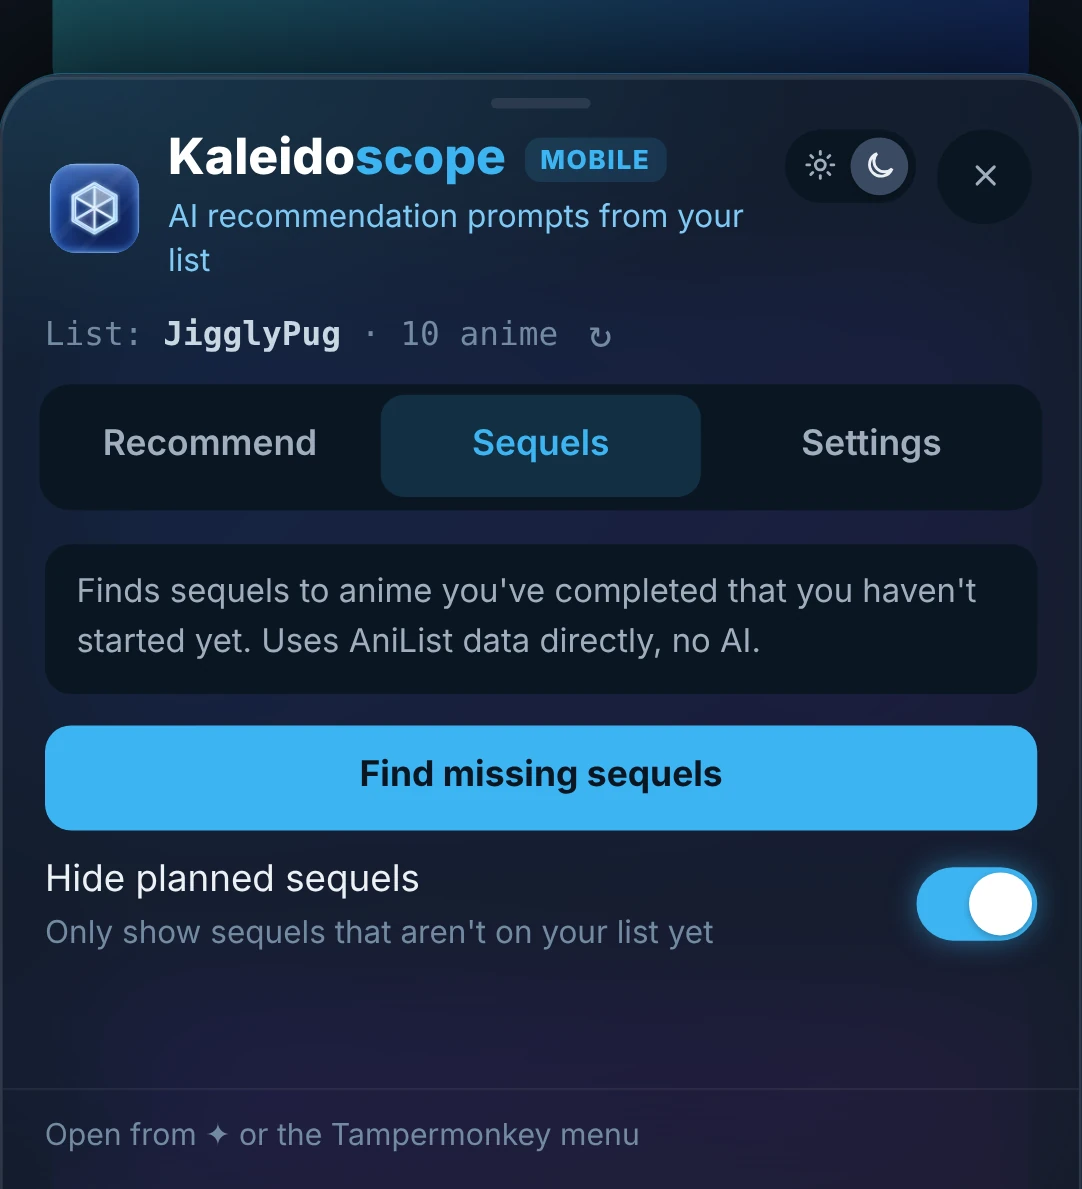 Kaleidoscope MOBILE
AI recommendation prompts from your
list
List: JigglyPug · 10 anime ↻
Recommend Sequels Settings
Finds sequels to anime you've completed that you haven't
started yet. Uses AniList data directly, no AI.
Find missing sequels
Hide planned sequels
Only show sequels that aren't on your list yet
Open from ✦ or the Tampermonkey menu